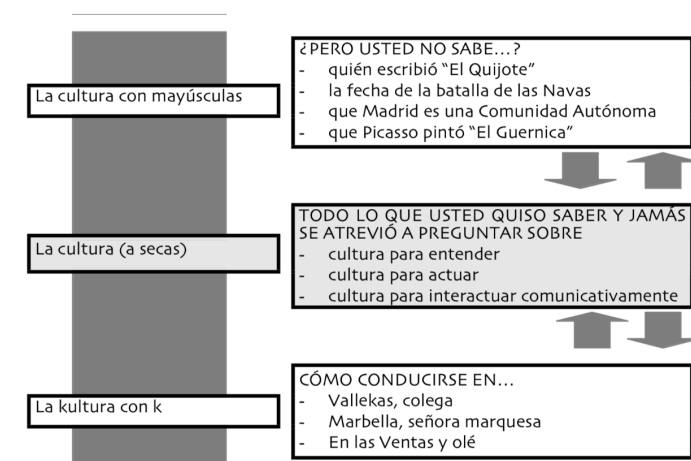 La cultura con mayúsculas
¿PERO USTED NO SABE…?
- quién escribió “El Quijote”
- la fecha de la batalla de las Navas
- que Madrid es una Comunidad Autónoma
- que Picasso pintó “El Guernica”
La cultura (a secas)
TODO LO QUE USTED QUISO SABER Y JAMÁS
SE ATREVIÓ A PREGUNTAR SOBRE
- cultura para entender
- cultura para actuar
- cultura para interactuar comunicativamente
La kultura con k
CÓMO CONDUCIRSE EN…
- Vallekas, colega
- Marbella, señora marquesa
- En las Ventas y olé